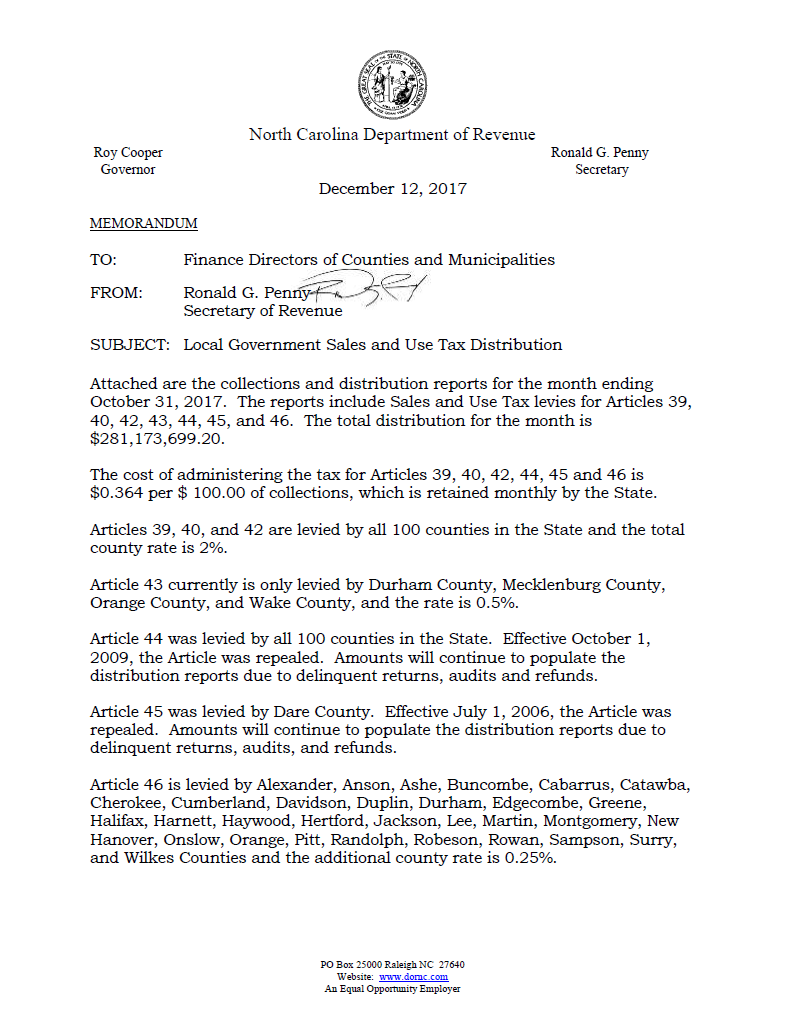 North Carolina Department of Revenue
Roy Cooper
Governor
Ronald G. Penny
Secretary
December 12, 2017
MEMORANDUM
TO: Finance Directors of Counties and Municipalities
FROM: Ronald G. Penny
Secretary of Revenue
SUBJECT: Local Government Sales and Use Tax Distribution
Attached are the collections and distribution reports for the month ending
October 31, 2017. The reports include Sales and Use Tax levies for Articles 39,
40, 42, 43, 44, 45, and 46. The total distribution for the month is
$281,173,699.20.
The cost of administering the tax for Articles 39, 40, 42, 44, 45 and 46 is
$0.364 per $ 100.00 of collections, which is retained monthly by the State.
Articles 39, 40, and 42 are levied by all 100 counties in the State and the total
county rate is 2%.
Article 43 currently is only levied by Durham County, Mecklenburg County,
Orange County, and Wake County, and the rate is 0.5%.
Article 44 was levied by all 100 counties in the State. Effective October 1,
2009, the Article was repealed. Amounts will continue to populate the
distribution reports due to delinquent returns, audits and refunds.
Article 45 was levied by Dare County. Effective July 1, 2006, the Article was
repealed. Amounts will continue to populate the distribution reports due to
delinquent returns, audits, and refunds.
Article 46 is levied by Alexander, Anson, Ashe, Buncombe, Cabarrus, Catawba,
Cherokee, Cumberland, Davidson, Duplin, Durham, Edgecombe, Greene,
Halifax, Harnett, Haywood, Hertford, Jackson, Lee, Martin, Montgomery, New
Hanover, Onslow, Orange, Pitt, Randolph, Robeson, Rowan, Sampson, Surry,
and Wilkes Counties and the additional county rate is 0.25%.
PO Box 25000 Raleigh NC 27640
Website: www.dornc.com
An Equal Opportunity Employer